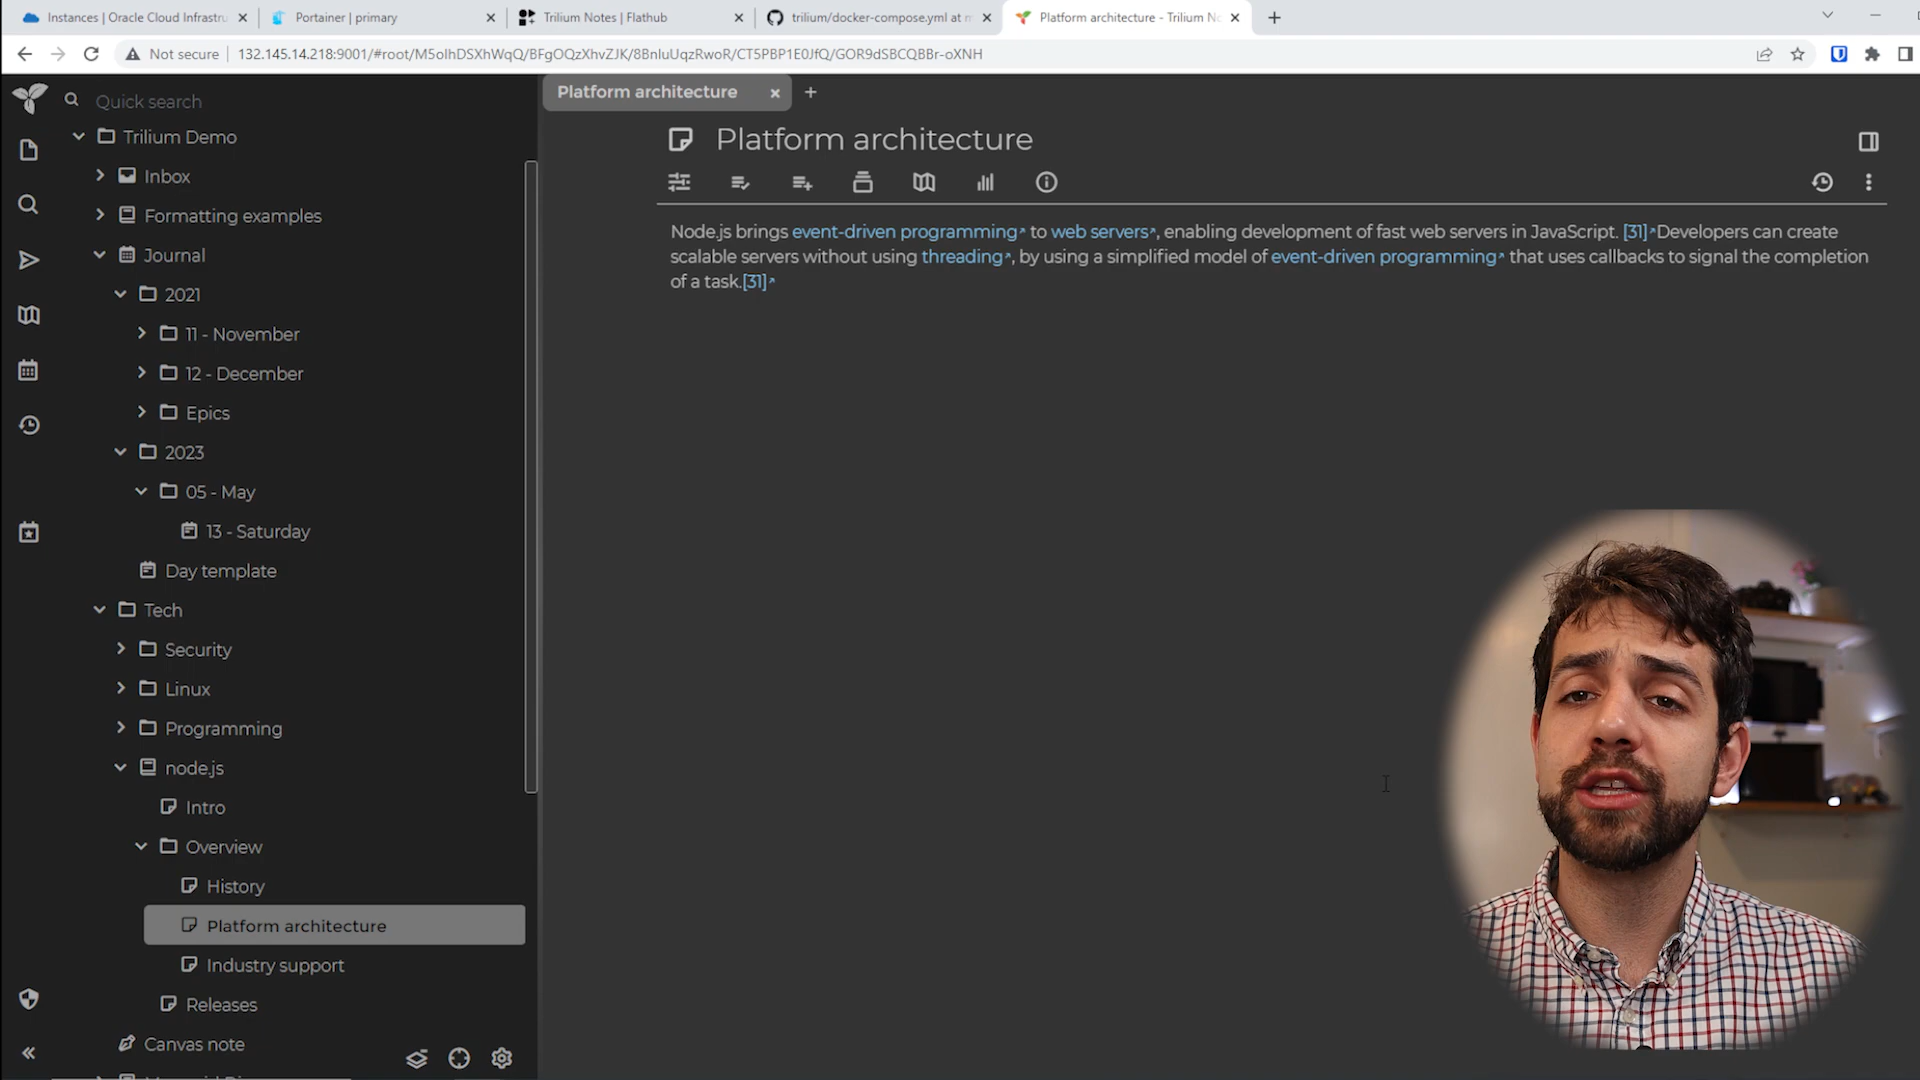 Instances | Oracle Cloud Infrastru
Portainer | primary
Trilium Notes | Flathub
trilium/docker-compose.yml at m
Platform architecture - Trilium No
Not secure
132.145.14.218:9001/#root/M5olhDSXhWqQ/BFgOQzXhvZJK/8BnluUqzRwoR/CT5PBP1E0JfQ/GOR9dSBCQBBr-oXNH
Quick search
Trilium Demo
Inbox
Formatting examples
Journal
2021
11 - November
12 - December
Epics
2023
05 - May
13 - Saturday
Day template
Tech
Security
Linux
Programming
node.js
Intro
Overview
History
Platform architecture
Industry support
Releases
Canvas note
Platform architecture
Platform architecture
Node.js brings event-driven programming to web servers, enabling development of fast web servers in JavaScript. [31] Developers can create
scalable servers without using threading, by using a simplified model of event-driven programming that uses callbacks to signal the completion
of a task.[31]